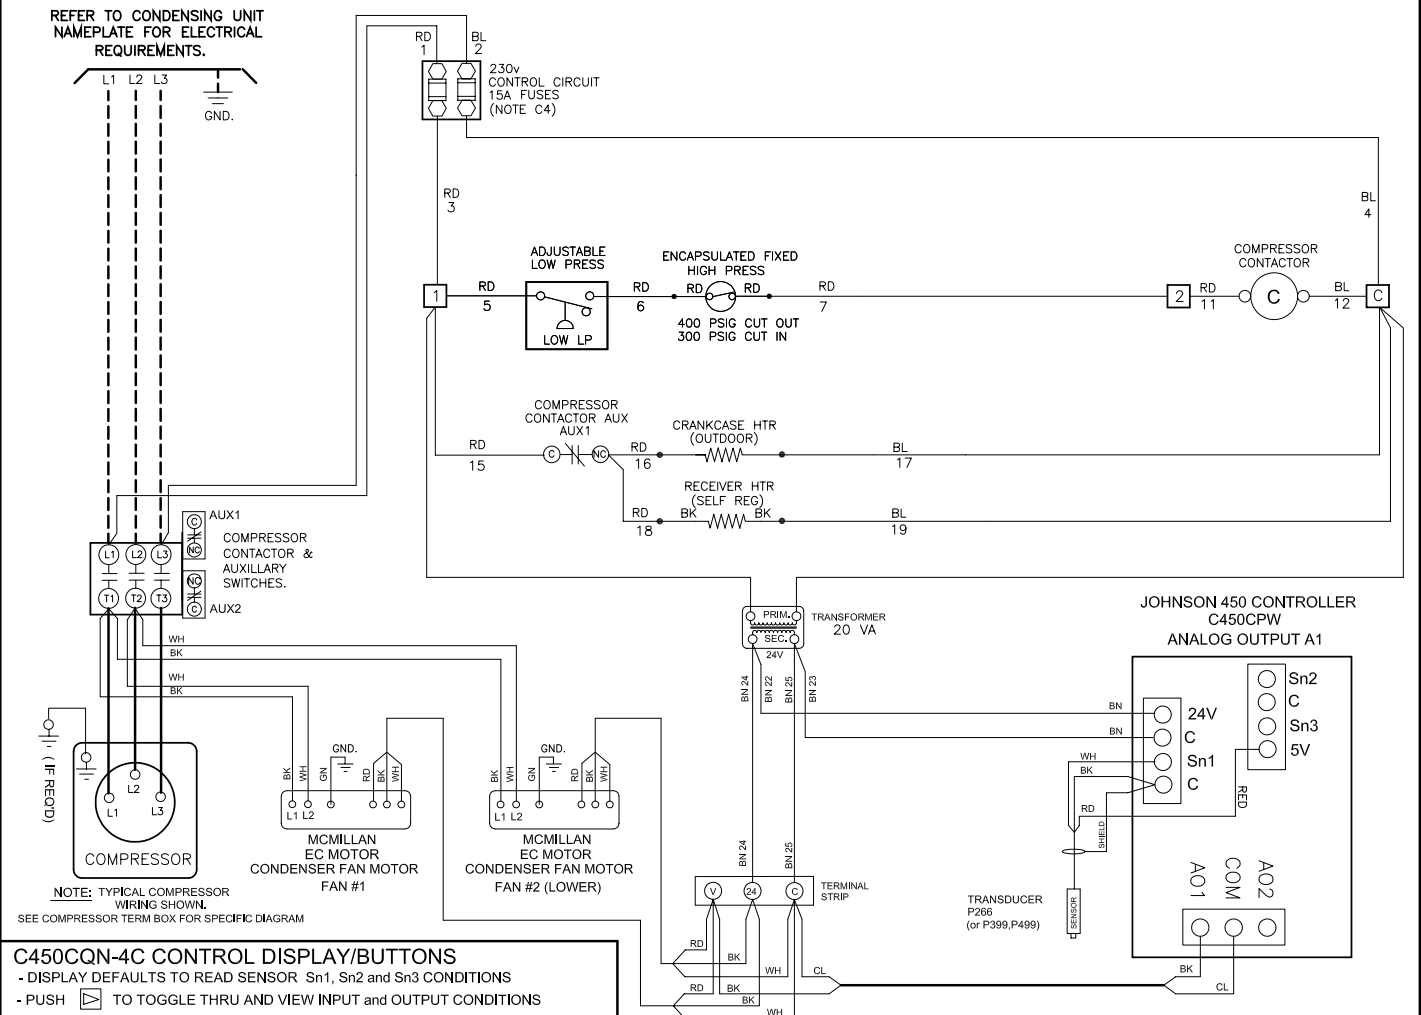 REFER TO CONDENSING UNIT
NAMEPLATE FOR ELECTRICAL
REQUIREMENTS.
L1 L2 L3
GND.
RD
1
BL
2
230v
CONTROL CIRCUIT
15A FUSES
(NOTE C4)
RD
3
BL
4
ADJUSTABLE
LOW PRESS
ENCAPSULATED FIXED
HIGH PRESS
COMPRESSOR
CONTACTOR
1
RD
5
LOW LP
RD
6
RD RD
400 PSIG CUT OUT
300 PSIG CUT IN
RD
7
2
RD
11
C
BL
12
C
COMPRESSOR
CONTACTOR AUX
AUX1
RD
15
C
NC
RD
16
CRANKCASE HTR
(OUTDOOR)
BL
17
RECEIVER HTR
(SELF REG)
RD
18
BK
BK
BL
19
AUX1
C
NC
COMPRESSOR
CONTACTOR &
AUXILLARY
SWITCHES.
NC
C
AUX2
L1 L2 L3
T1 T2 T3
WH
BK
WH
BK
PRIM.
SEC.
24V
TRANSFORMER
20 VA
BN 24
BN 22
BN 25
BN 23
JOHNSON 450 CONTROLLER
C450CPW
ANALOG OUTPUT A1
Sn2
C
Sn3
5V
24V
C
Sn1
C
BN
BN
WH
BK
RD
RED
SHIELD
AO1
COM
AO2
TRANSDUCER
P266
(or P399,P499)
SENSOR
BK
CL
( IF REQ'D)
L1
L2
L3
COMPRESSOR
NOTE: TYPICAL COMPRESSOR
WIRING SHOWN.
SEE COMPRESSOR TERM BOX FOR SPECIFIC DIAGRAM
BK
WH
GN
GND.
RD
BK
WH
L1 L2
MCMILLAN
EC MOTOR
CONDENSER FAN MOTOR
FAN #1
BK
WH
GN
GND.
RD
BK
WH
L1 L2
MCMILLAN
EC MOTOR
CONDENSER FAN MOTOR
FAN #2 (LOWER)
BN 24
BN 25
V
24
C
TERMINAL
STRIP
RD
BK
WH
CL
RD
BK
BK
WH
C450CQN-4C CONTROL DISPLAY/BUTTONS
- DISPLAY DEFAULTS TO READ SENSOR Sn1, Sn2 and Sn3 CONDITIONS
- PUSH TO TOGGLE THRU AND VIEW INPUT and OUTPUT CONDITIONS